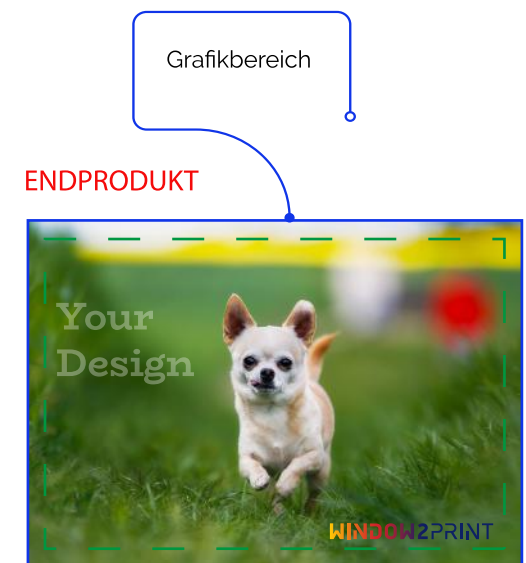 Grafikbereich
ENDPRODUKT
Your
Design
WINDOW2PRINT